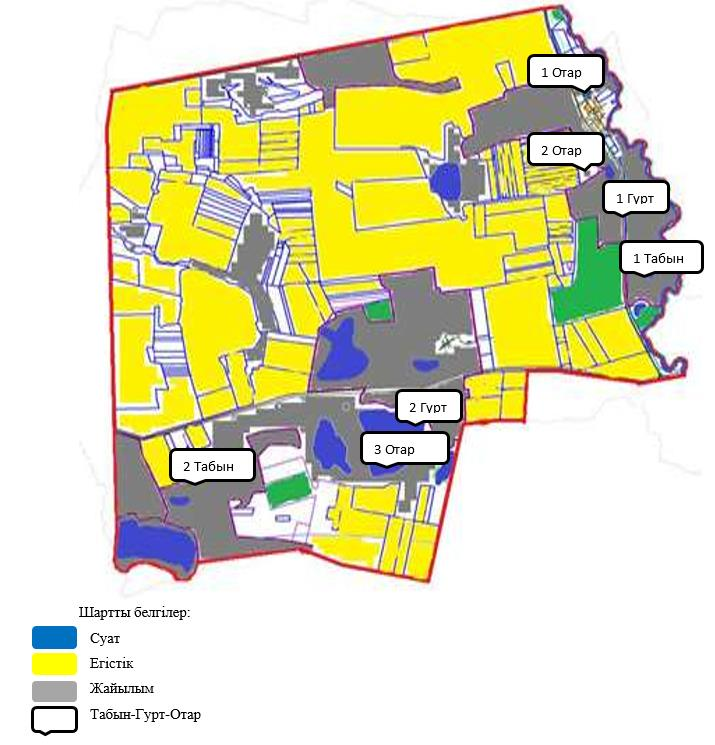 1 Отар
2 Отар
1 Гурт
1 Табын
2 Гурт
3 Отар
2 Табын
Шартты белгілер:
Суат
Егістік
Жайылым
Табын-Гурт-Отар